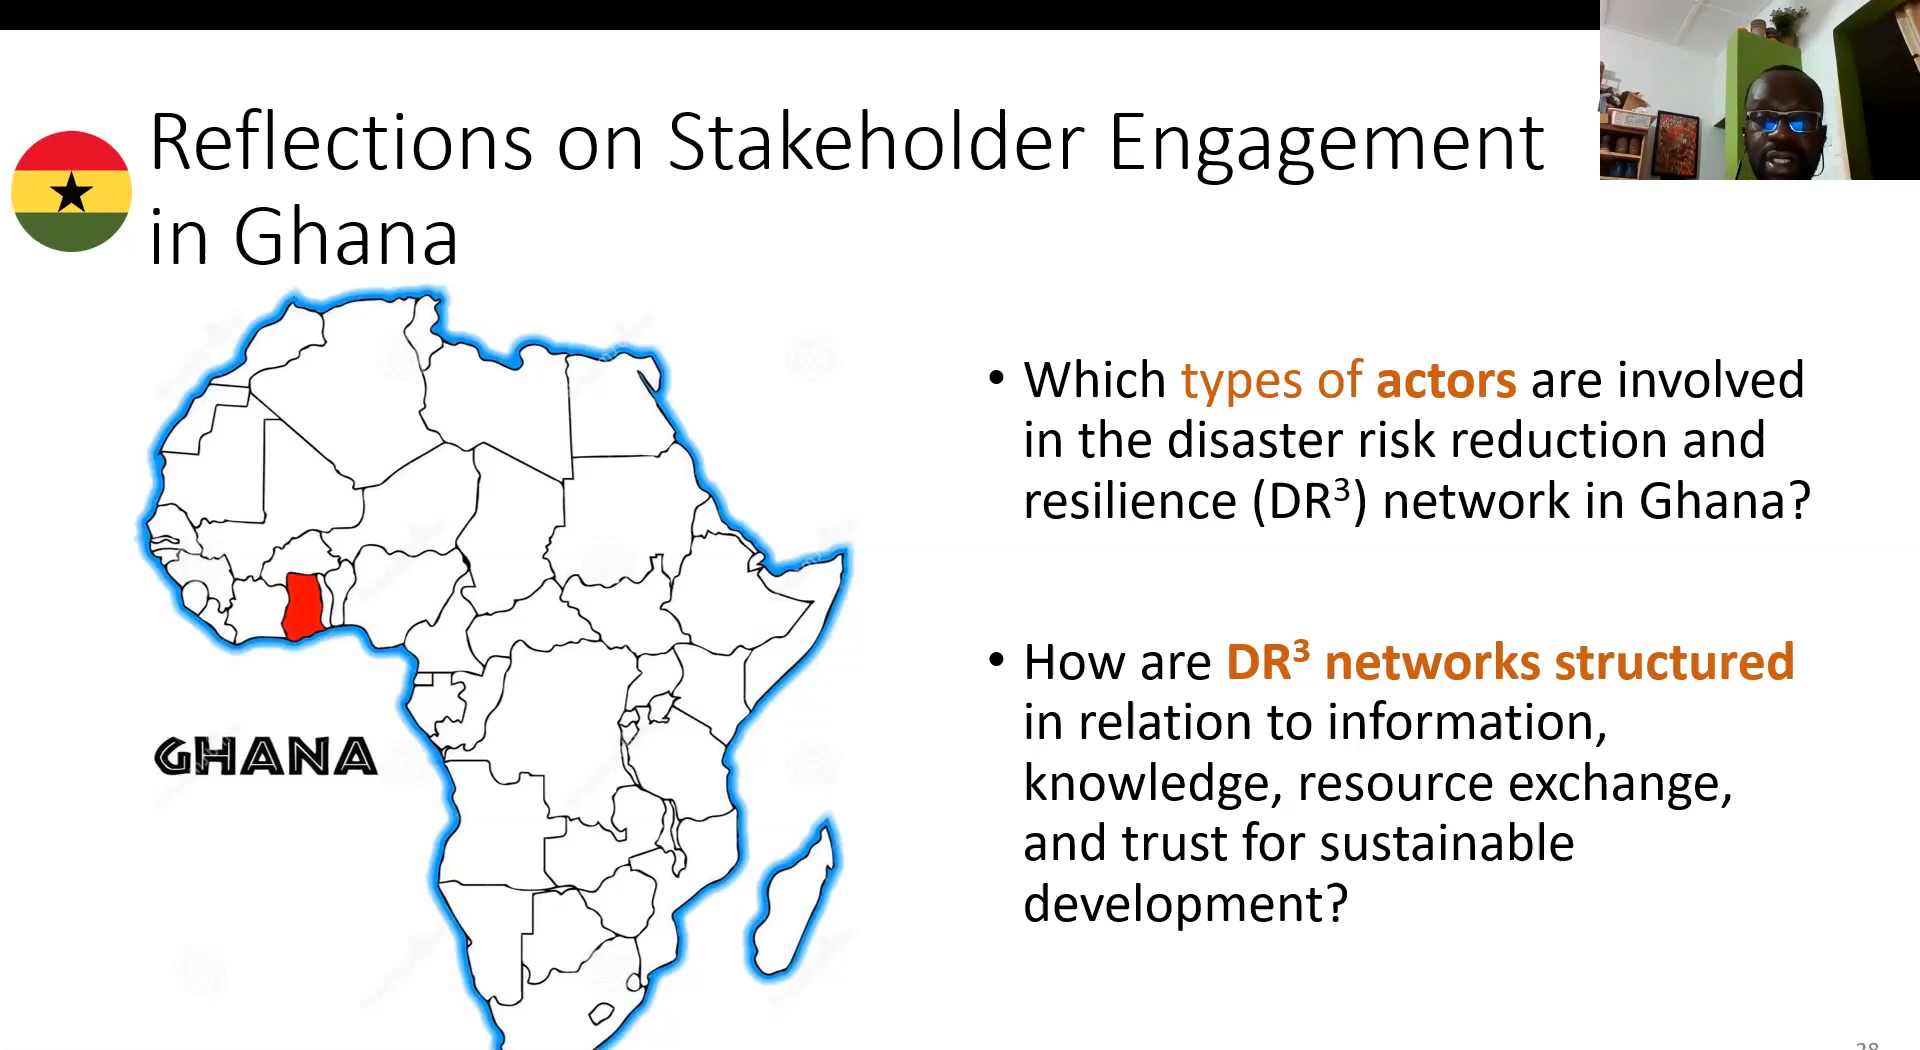 Reflections on Stakeholder Engagement
in Ghana
GHANA
• Which types of actors are involved
in the disaster risk reduction and
resilience (DR³) network in Ghana?
• How are DR³ networks structured
in relation to information,
knowledge, resource exchange,
and trust for sustainable
development?